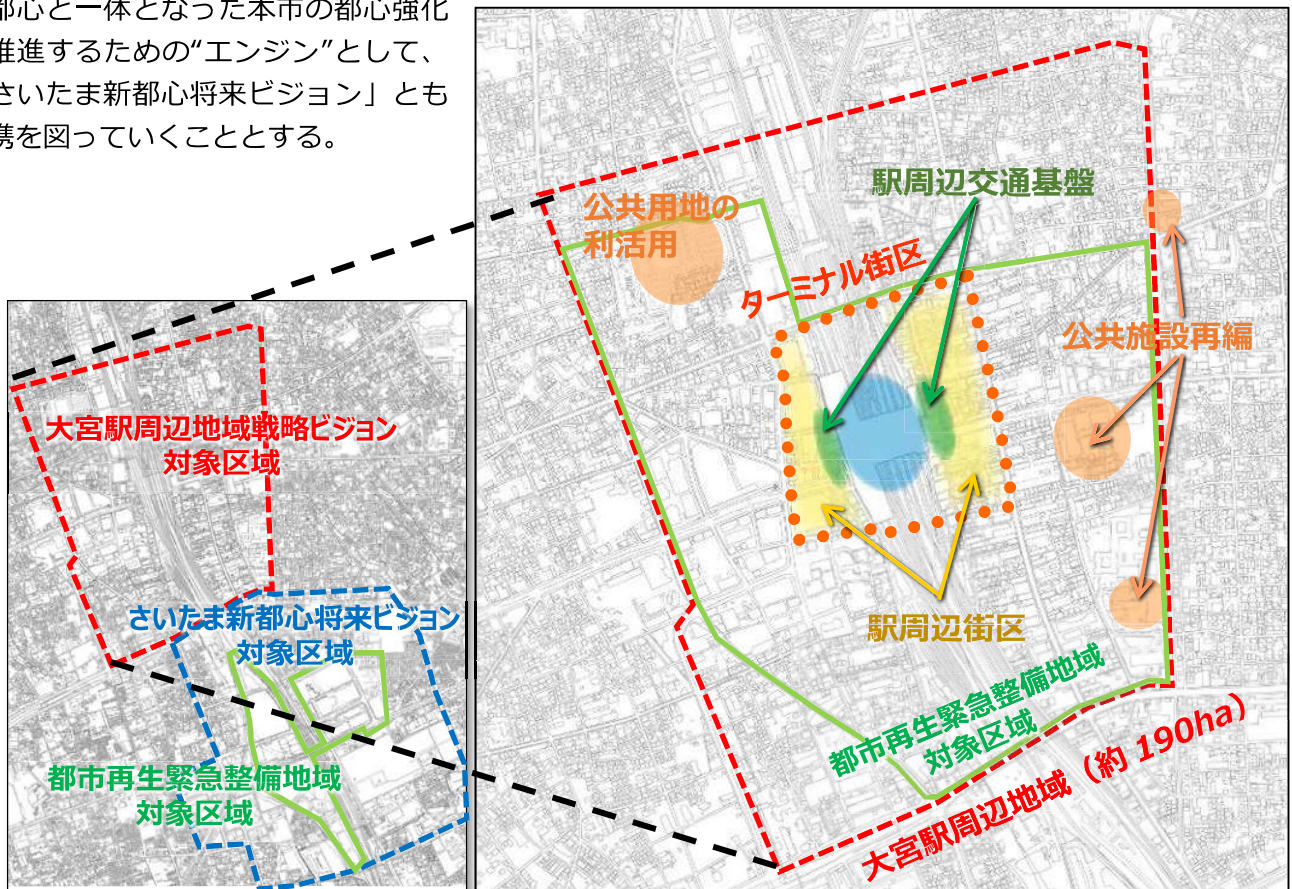 都心と一体となった本市の都心強化
推進するための“エンジン”として、
さいたま新都心将来ビジョン」とも
携を図っていくこととする。
駅周辺交通基盤
公共用地の
利活用
ターミナル街区
公共施設再編
駅周辺街区
都市再生緊急整備地域
対象区域
大宮駅周辺地域（約 190ha）
大宮駅周辺地域戦略ビジョン
対象区域
さいたま新都心将来ビジョン
対象区域
都市再生緊急整備地域
対象区域